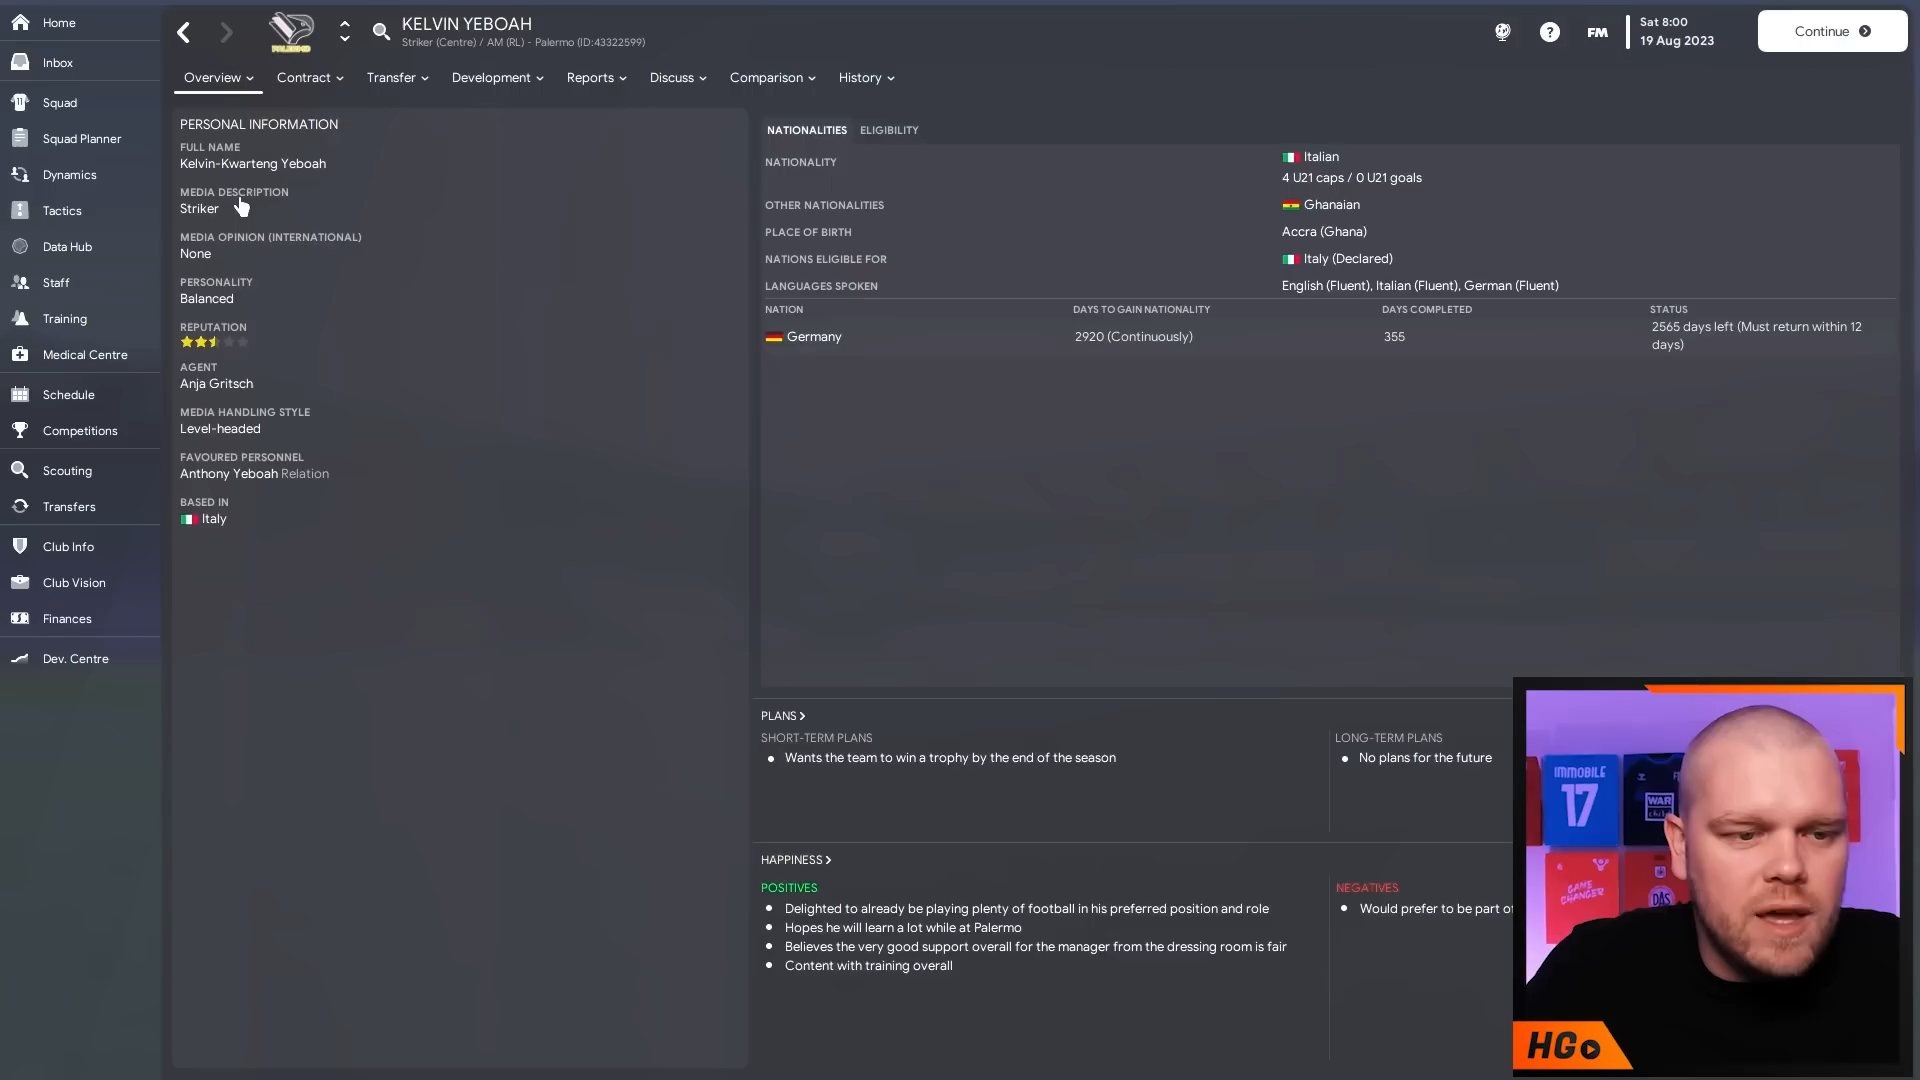 Home
Inbox
Squad
Squad Planner
Dynamics
Tactics
Data Hub
Staff
Training
Medical Centre
Schedule
Competitions
Scouting
Transfers
Club Info
Club Vision
Finances
Dev. Centre
PALERMO
KELVIN YEBOAH
Striker (Centre) / AM (RL) - Palermo (ID:43322599)
? FM
Sat 8:00
19 Aug 2023
Continue
Overview Contract Transfer Development Reports Discuss Comparison History
PERSONAL INFORMATION
FULL NAME
Kelvin-Kwarteng Yeboah
MEDIA DESCRIPTION
Striker
MEDIA OPINION (INTERNATIONAL)
None
PERSONALITY
Balanced
REPUTATION
AGENT
Anja Gritsch
MEDIA HANDLING STYLE
Level-headed
FAVOURED PERSONNEL
Anthony Yeboah Relation
BASED IN
Italy
NATIONALITIES ELIGIBILITY
NATIONALITY Italian
4 U21 caps / 0 U21 goals
OTHER NATIONALITIES Ghanaian
PLACE OF BIRTH Accra (Ghana)
NATIONS ELIGIBLE FOR Italy (Declared)
LANGUAGES SPOKEN English (Fluent), Italian (Fluent), German (Fluent)
NATION DAYS TO GAIN NATIONALITY DAYS COMPLETED STATUS
Germany 2920 (Continuously) 355 2565 days left (Must return within 12
days)
PLANS
SHORT-TERM PLANS
Wants the team to win a trophy by the end of the season
LONG-TERM PLANS
No plans for the future
HAPPINESS
POSITIVES
Delighted to already be playing plenty of football in his preferred position and role
Hopes he will learn a lot while at Palermo
Believes the very good support overall for the manager from the dressing room is fair
Content with training overall
NEGATIVES
Would prefer to be part of
IMMOBILE
17
WAR
child
GAME
CHANGER
DAS
HG